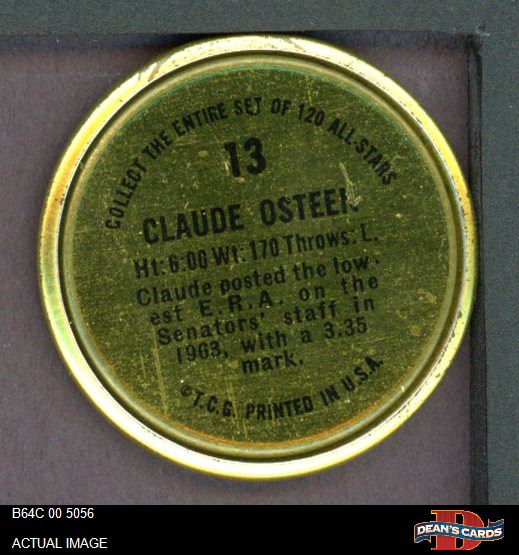 COLLECT THE ENTIRE SET OF 120 ALL-STARS
13
CLAUDE OSTEEN
Ht: 6:00 Wt: 170 Throws: L.
Claude posted the low-
est E.R.A. on the
Senators' staff in
1963, with a 3.35
mark.
©T.C.G. PRINTED IN U.S.A.
B64C 00 5056
ACTUAL IMAGE
DEAN'S CARDS